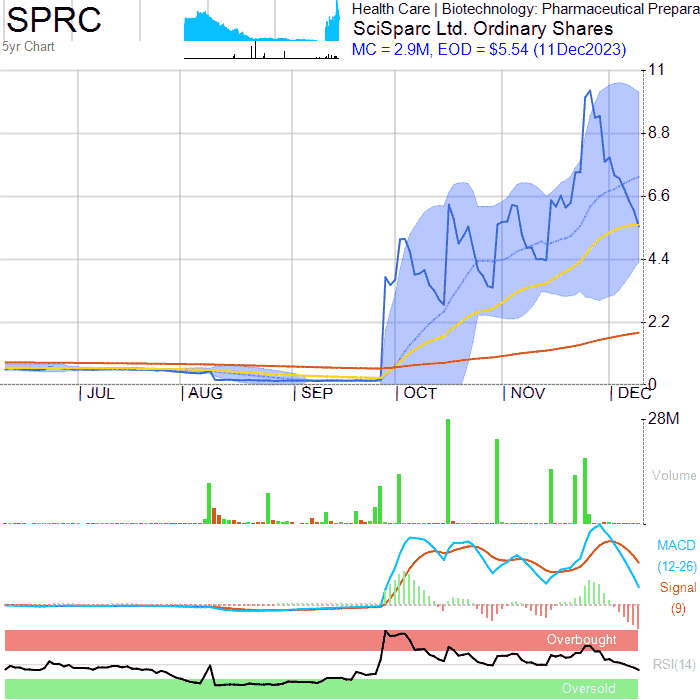 SPRC
5yr Chart
Health Care | Biotechnology: Pharmaceutical Prepara
SciSparc Ltd. Ordinary Shares
MC = 2.9M, EOD = $5.54 (11Dec2023)
11
8.8
6.6
4.4
2.2
0
JUL
AUG
SEP
OCT
NOV
DEC
28M
Volume
MACD
(12-26)
Signal
(9)
Overbought
RSI(14)
Oversold